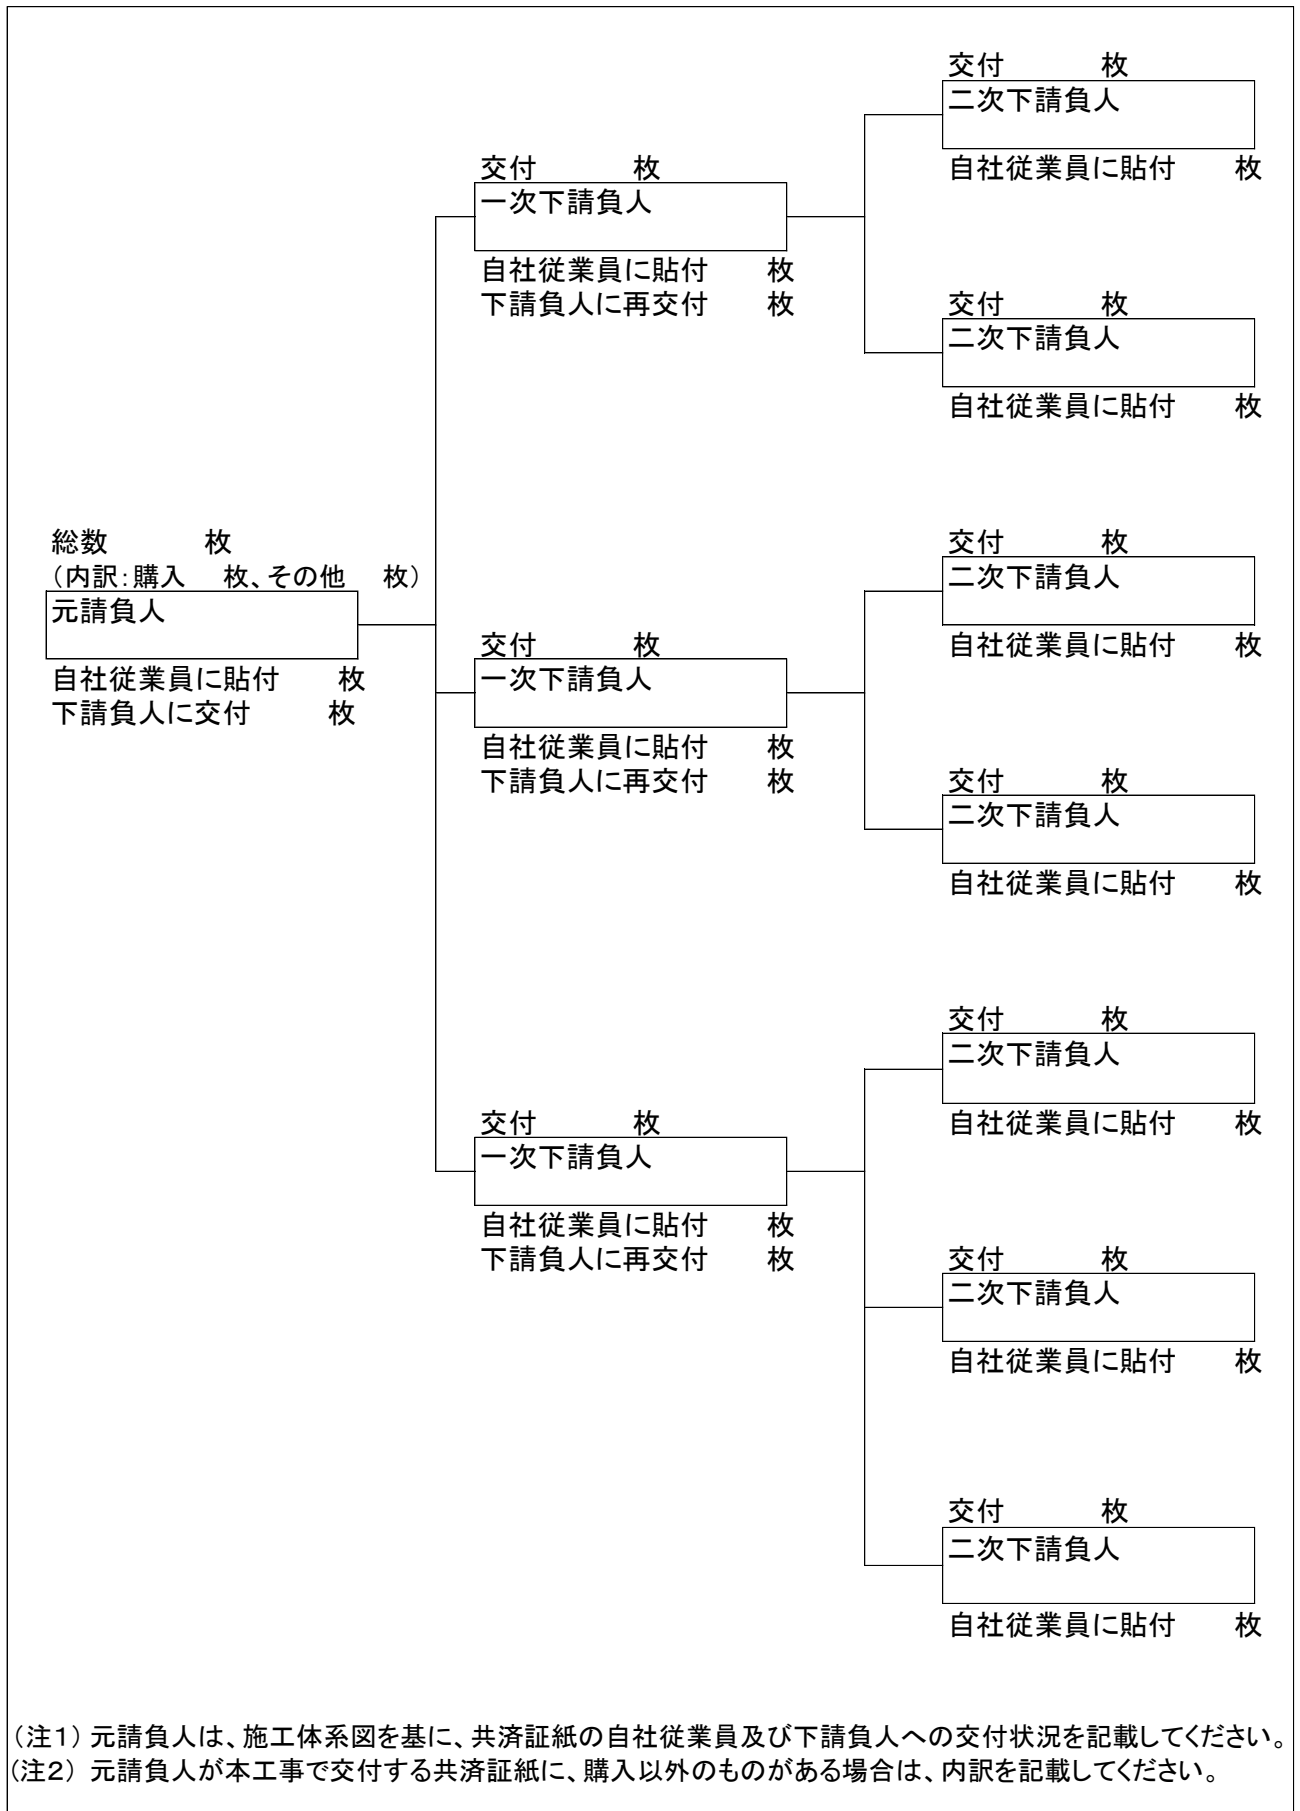 総数　　　枚
（内訳：購入　枚、その他　枚）
元請負人
自社従業員に貼付　　枚
下請負人に交付　　　枚
交付　　　枚
一次下請負人
自社従業員に貼付　　枚
下請負人に再交付　　枚
交付　　　枚
二次下請負人
自社従業員に貼付　　枚
交付　　　枚
二次下請負人
自社従業員に貼付　　枚
交付　　　枚
一次下請負人
自社従業員に貼付　　枚
下請負人に再交付　　枚
交付　　　枚
二次下請負人
自社従業員に貼付　　枚
交付　　　枚
二次下請負人
自社従業員に貼付　　枚
交付　　　枚
一次下請負人
自社従業員に貼付　　枚
下請負人に再交付　　枚
交付　　　枚
二次下請負人
自社従業員に貼付　　枚
交付　　　枚
二次下請負人
自社従業員に貼付　　枚
交付　　　枚
二次下請負人
自社従業員に貼付　　枚
（注１） 元請負人は、施工体系図を基に、共済証紙の自社従業員及び下請負人への交付状況を記載してください。
（注２） 元請負人が本工事で交付する共済証紙に、購入以外のものがある場合は、内訳を記載してください。